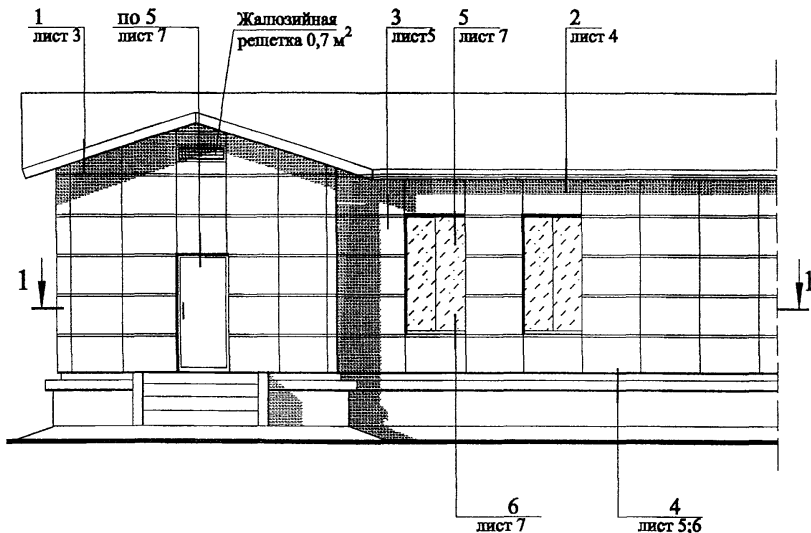 1
лист 3
по 5
лист 7
Жалюзийная
решетка 0,7 м²
3
лист5
5
лист 7
2
лист 4
1
1
6
лист 7
4
лист 5;6